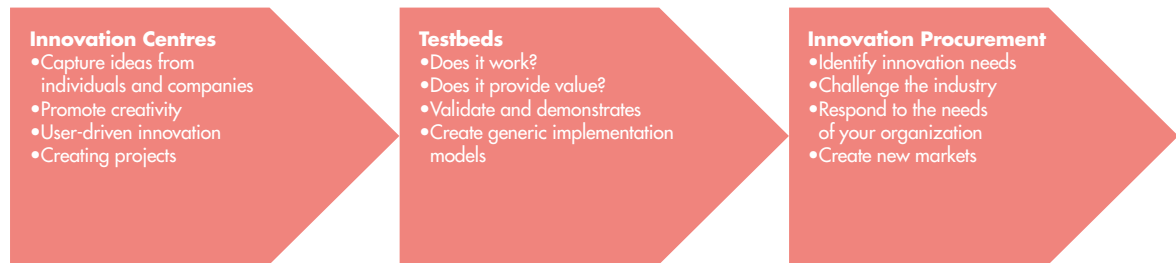 Innovation Centres
•Capture ideas from
individuals and companies
•Promote creativity
•User-driven innovation
•Creating projects
Testbeds
•Does it work?
•Does it provide value?
•Validate and demonstrates
•Create generic implementation
models
Innovation Procurement
•Identify innovation needs
•Challenge the industry
•Respond to the needs
of your organization
•Create new markets